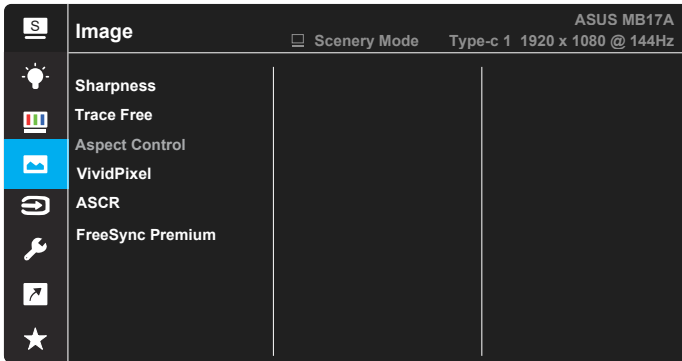 S
Image
ASUS MB17A
Scenery Mode Type-c 1 1920 x 1080 @ 144Hz
Sharpness
Trace Free
Aspect Control
VividPixel
ASCR
FreeSync Premium